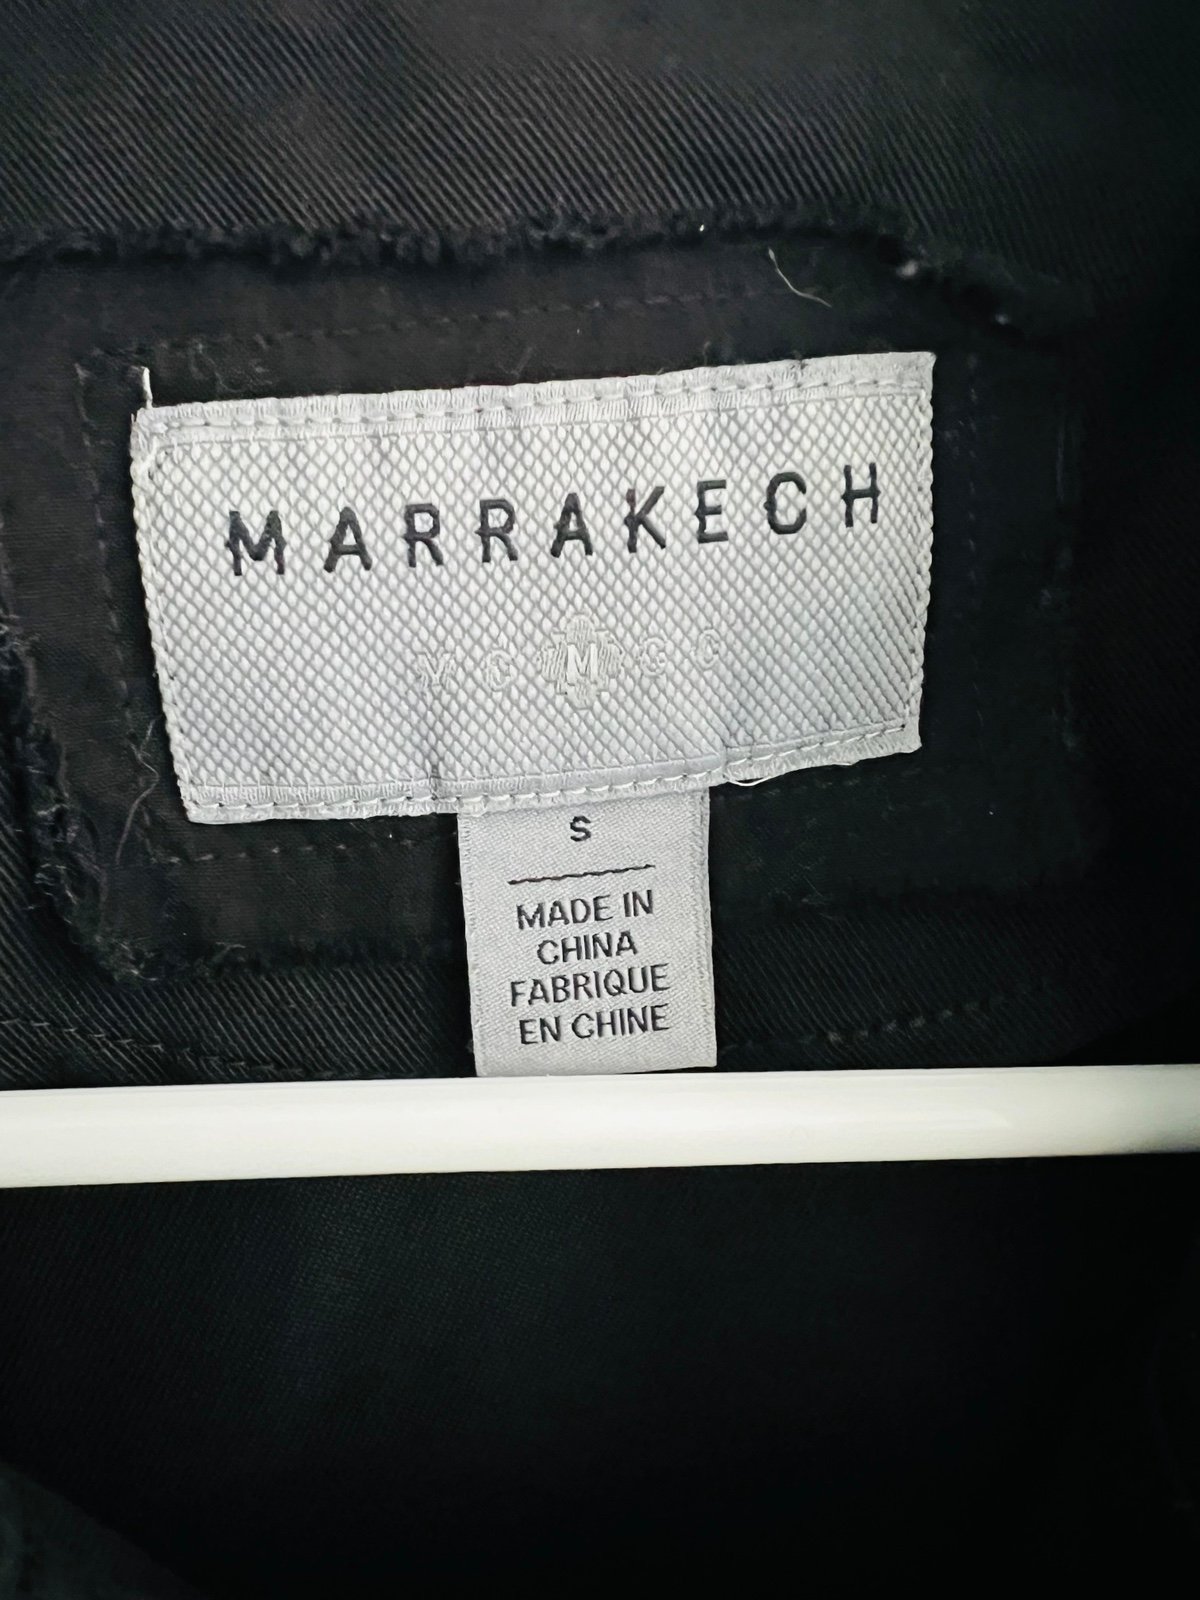 MARRAKECH
M
S
MADE IN
CHINA
FABRIQUE
EN CHINE